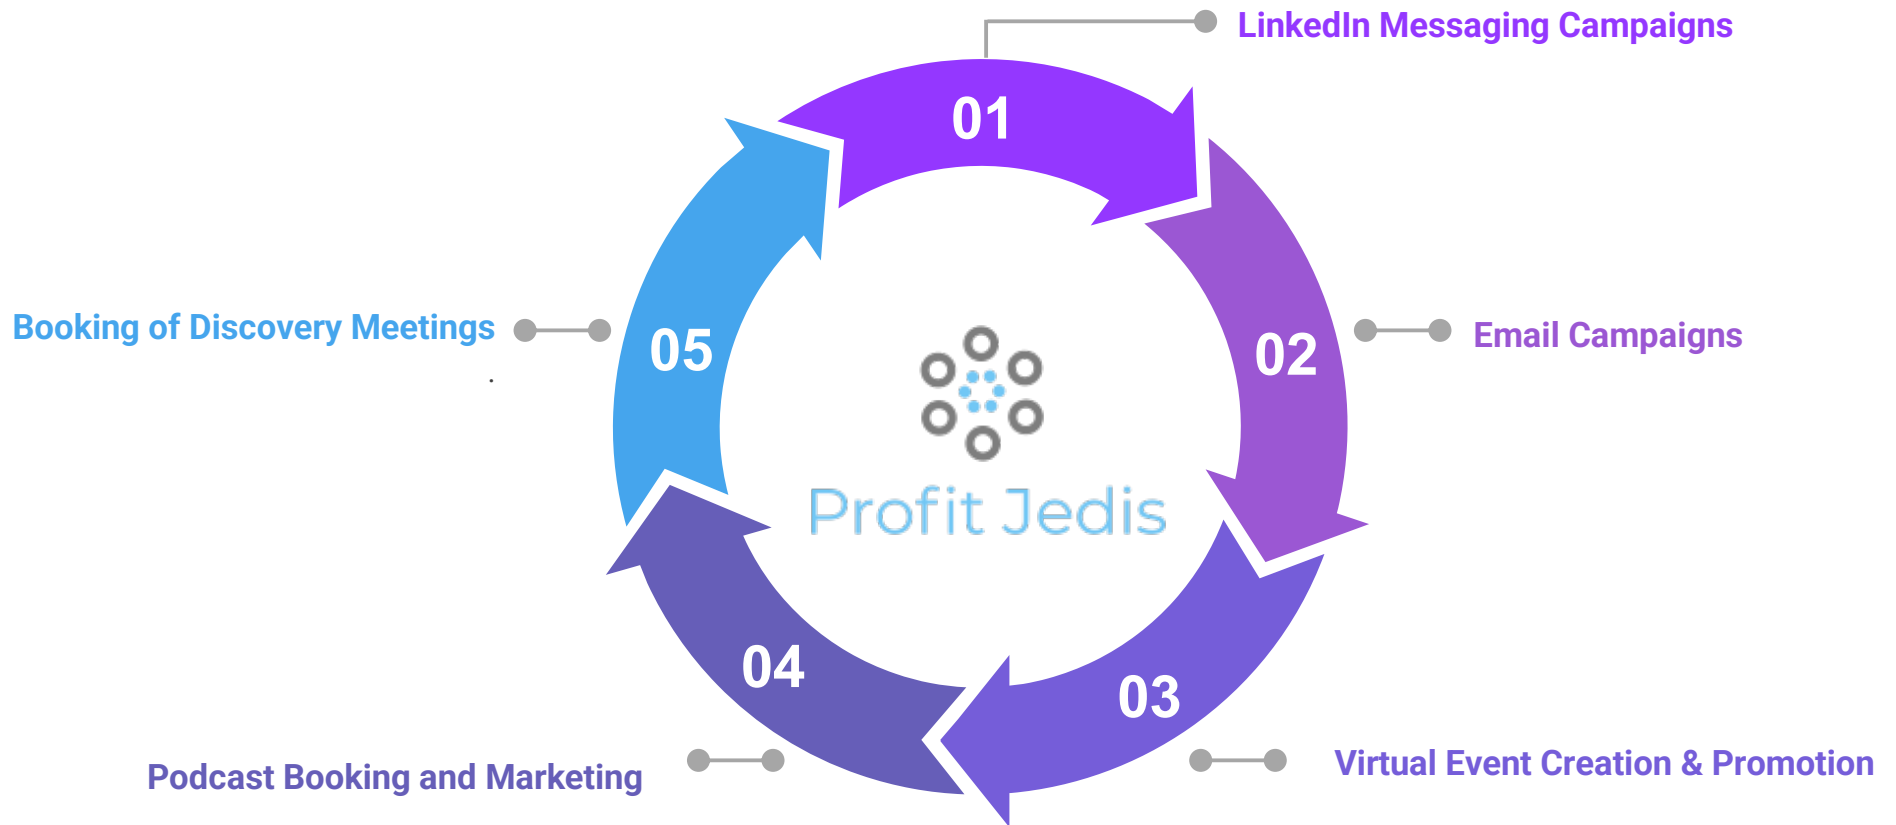 LinkedIn Messaging Campaigns
01
02
Email Campaigns
03
Virtual Event Creation & Promotion
04
Podcast Booking and Marketing
05
Booking of Discovery Meetings
.
Profit Jedis